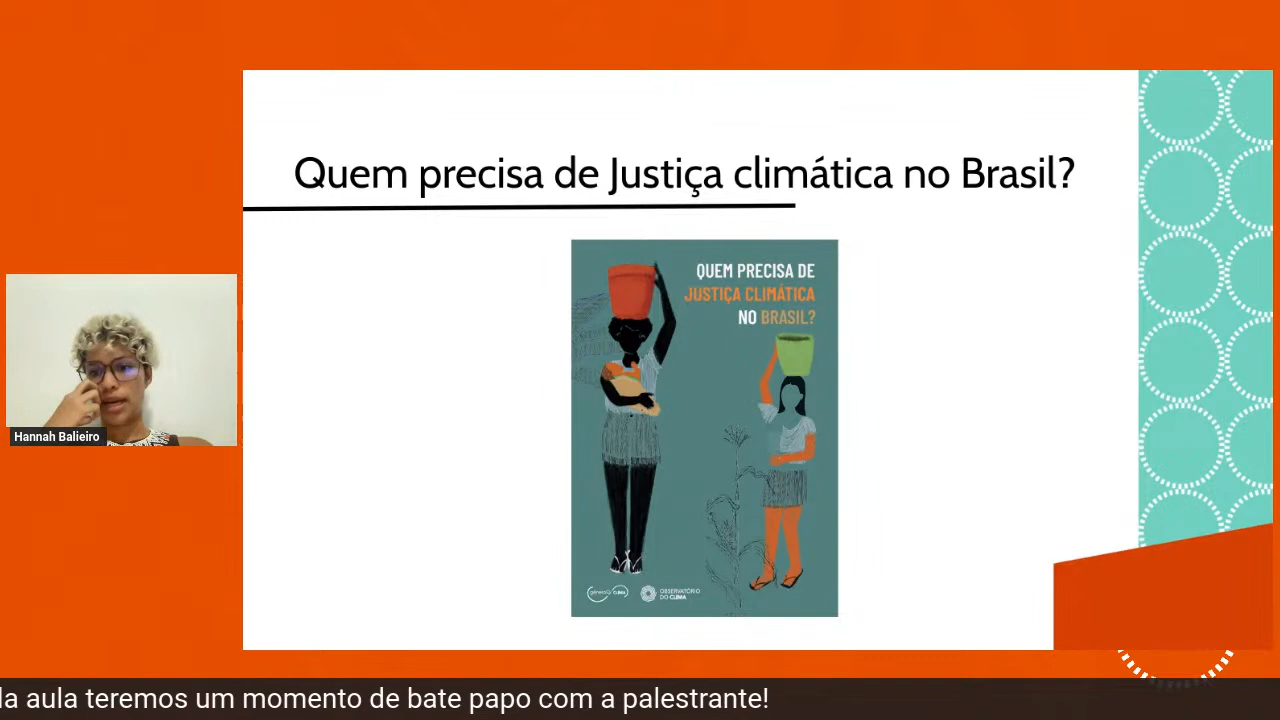 Quem precisa de Justiça climática no Brasil?
QUEM PRECISA DE
JUSTIÇA CLIMÁTICA
NO BRASIL?
OBSERVATÓRIO
DO CLIMA
Hannah Balieiro
da aula teremos um momento de bate papo com a palestrante!